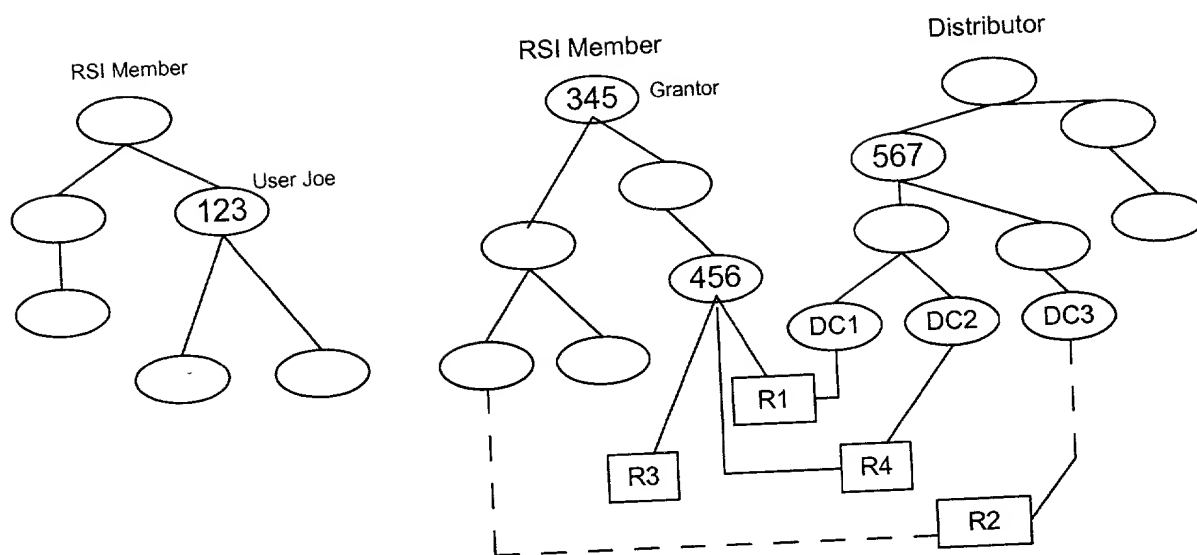 RSI Member
RSI Member
Distributor
345
Grantor
567
User Joe
123
456
DC1
DC2
DC3
R1
R3
R4
R2